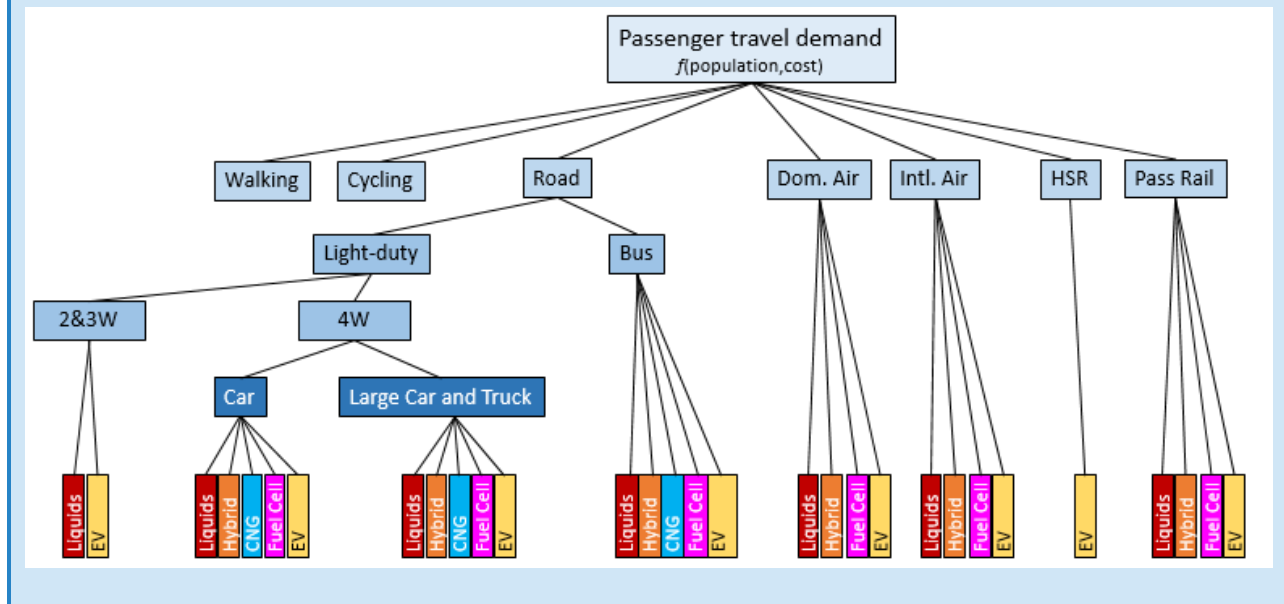 Passenger travel demand
f(population,cost)
Walking
Cycling
Road
Dom. Air
Intl. Air
HSR
Pass Rail
Light-duty
Bus
2&3W
4W
Car
Large Car and Truck
Liquids
EV
Liquids
Hybrid
CNG
Fuel Cell
EV
Liquids
Hybrid
CNG
Fuel Cell
EV
Liquids
Hybrid
CNG
Fuel Cell
EV
Liquids
Hybrid
Fuel Cell
EV
Liquids
Hybrid
Fuel Cell
EV
EV
Liquids
Hybrid
Fuel Cell
EV